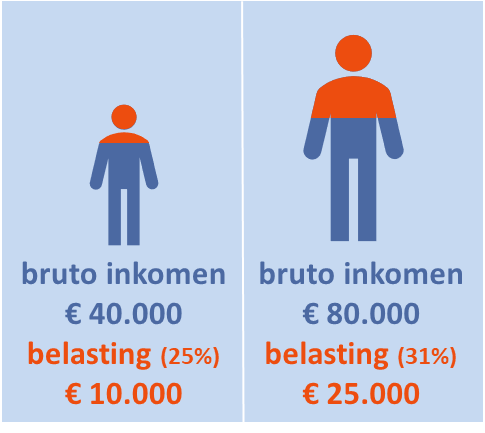 bruto inkomen
€ 40.000
belasting (25%)
€ 10.000
bruto inkomen
€ 80.000
belasting (31%)
€ 25.000